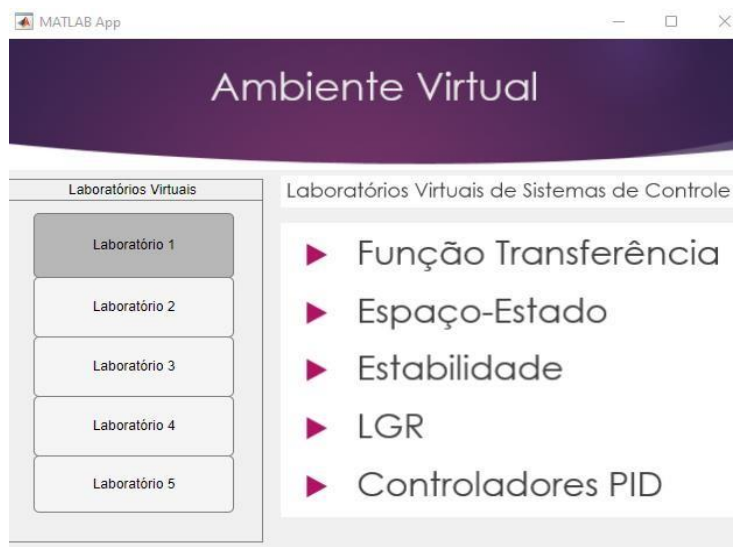 MATLAB App
Ambiente Virtual
Laboratórios Virtuais
Laboratório 1
Laboratório 2
Laboratório 3
Laboratório 4
Laboratório 5
Laboratórios Virtuais de Sistemas de Controle
Função Transferência
Espaço-Estado
Estabilidade
LGR
Controladores PID